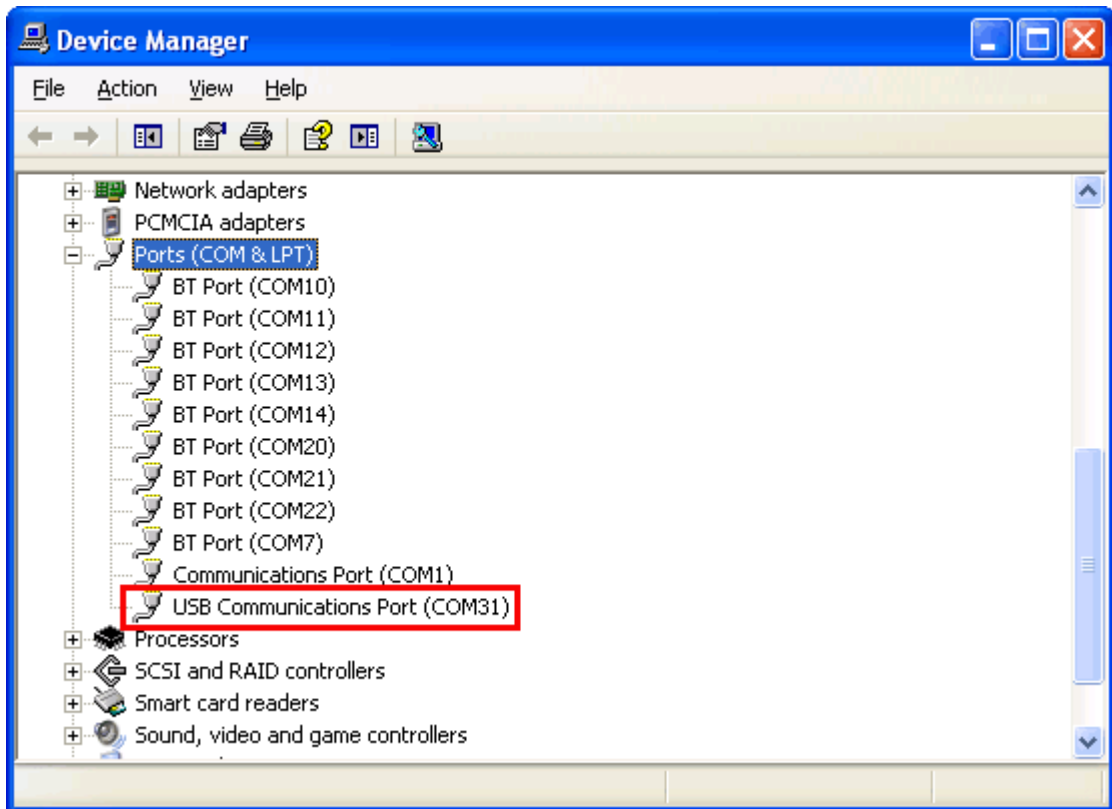 Device Manager
File Action View Help
Network adapters
PCMCIA adapters
Ports (COM & LPT)
BT Port (COM10)
BT Port (COM11)
BT Port (COM12)
BT Port (COM13)
BT Port (COM14)
BT Port (COM20)
BT Port (COM21)
BT Port (COM22)
BT Port (COM7)
Communications Port (COM1)
USB Communications Port (COM31)
Processors
SCSI and RAID controllers
Smart card readers
Sound, video and game controllers